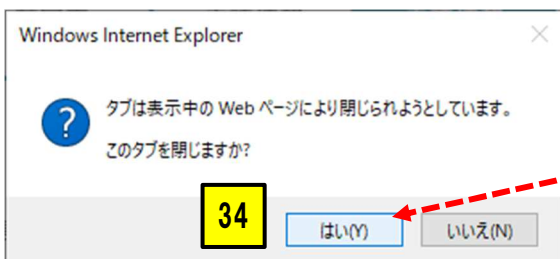 Windows Internet Explorer
タブは表示中の Web ページにより閉じられようとしています。
このタブを閉じますか?
34
はい(Y)
いいえ(N)